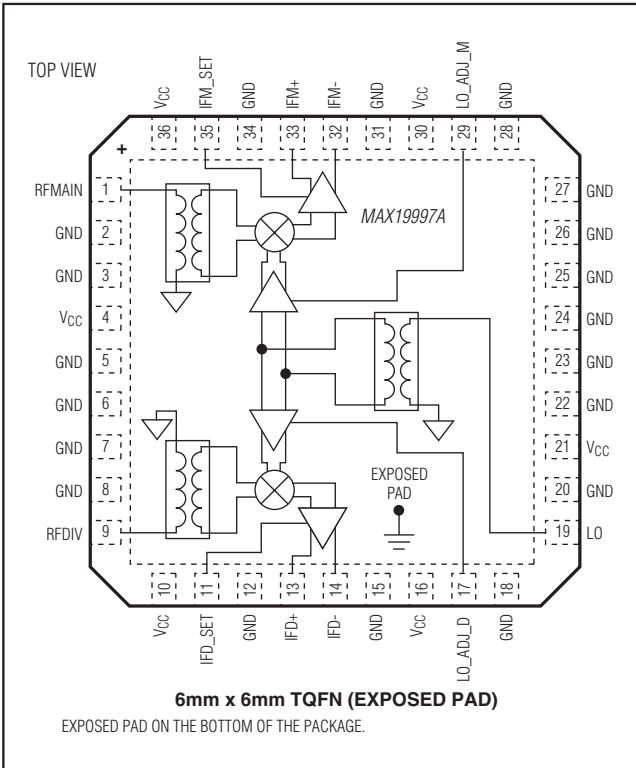 TOP VIEW
VCC
IFM_SET
GND
IFM+
IFM-
GND
VCC
LO_ADJ_M
GND
36
35
34
33
32
31
30
29
28
+
MAX19997A
RFMAIN 1
GND 2
GND 3
VCC 4
GND 5
GND 6
GND 7
GND 8
RFDIV 9
27 GND
26 GND
25 GND
24 GND
23 GND
22 GND
21 VCC
20 GND
19 LO
EXPOSED
PAD
10
11
12
13
14
15
16
17
18
VCC
IFD_SET
GND
IFD+
IFD-
GND
VCC
LO_ADJ_D
GND
6mm x 6mm TQFN (EXPOSED PAD)
EXPOSED PAD ON THE BOTTOM OF THE PACKAGE.